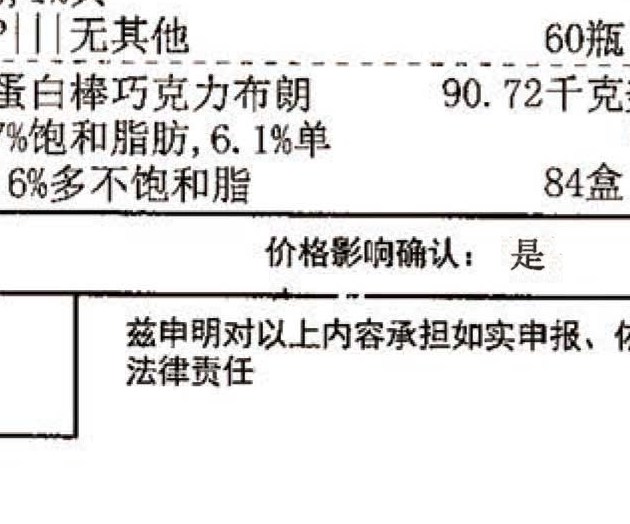 |||无其他
60瓶
蛋白棒巧克力布朗
90.72千克
%饱和脂肪,6.1%单
6%多不饱和脂
84盒
价格影响确认： 是
兹申明对以上内容承担如实申报、
法律责任